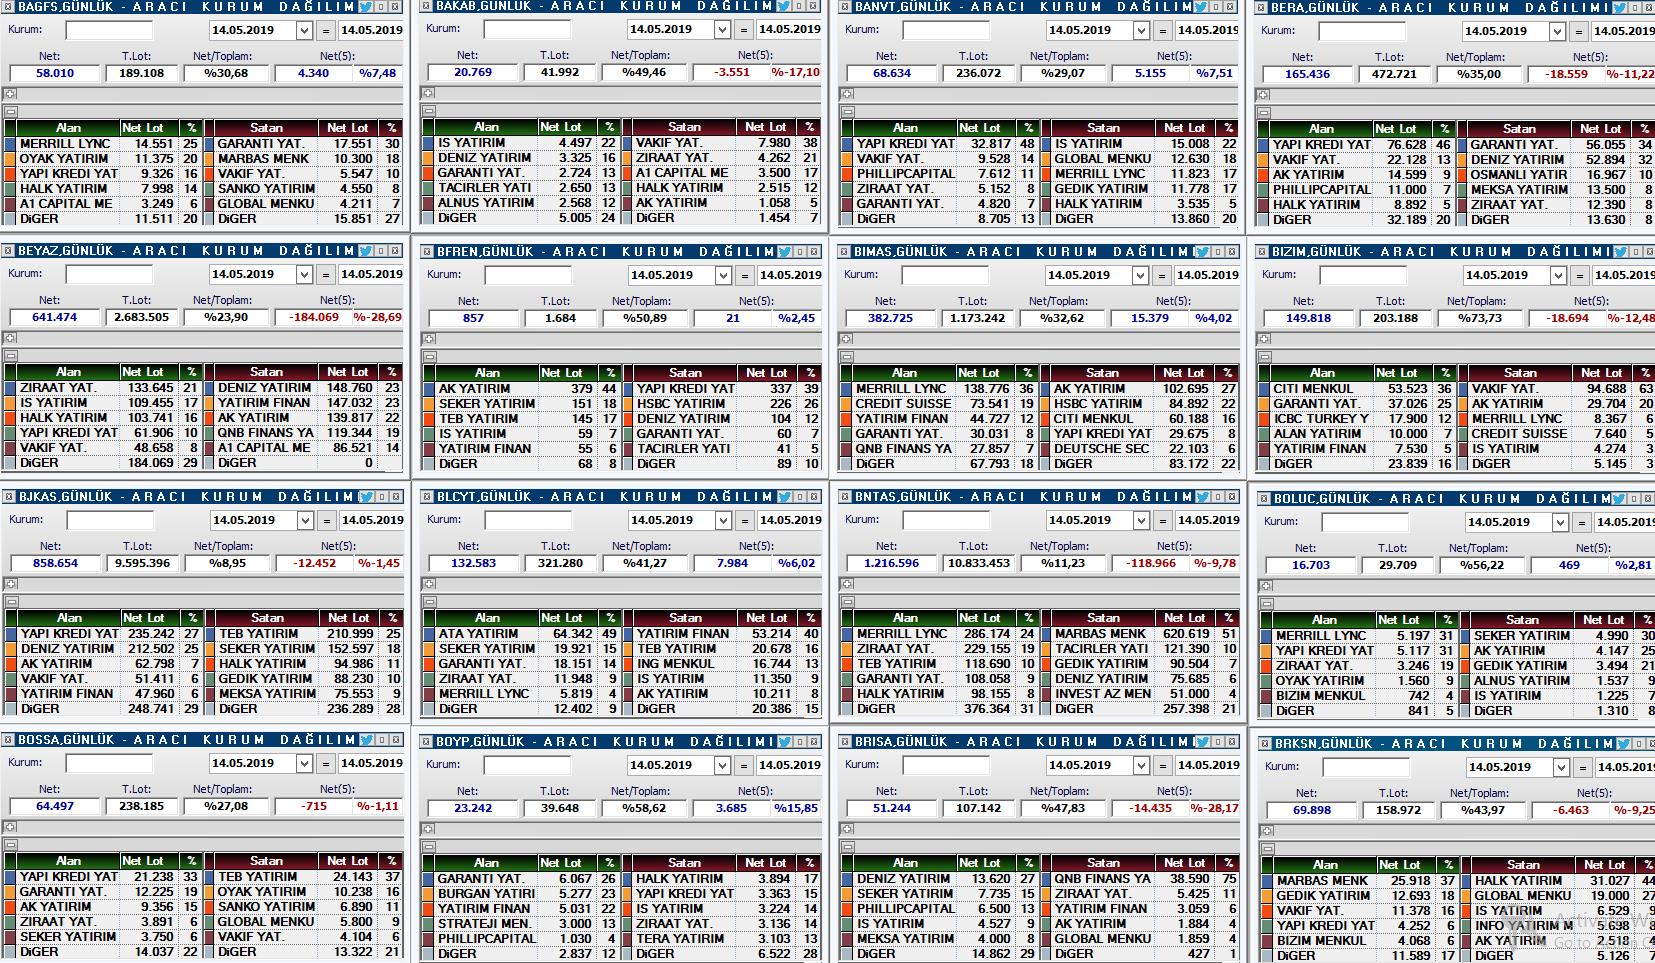 BAGFS,GÜNLÜK - ARACI KURUM DAĞILIMI
Kurum: 14.05.2019 = 14.05.2019
Net: T.Lot: Net/Toplam: Net(5):
58.010 189.108 %30,68 4.340 %7,48
Alan Net Lot % Satan Net Lot %
MERRILL LYNC 14.551 25 GARANTI YAT. 17.551 30
OYAK YATIRIM 11.375 20 MARBAS MENK 10.300 18
YAPI KREDI YAT 9.326 16 VAKIF YAT. 5.547 10
HALK YATIRIM 7.998 14 SANKO YATIRIM 4.550 8
A1 CAPITAL ME 3.249 6 GLOBAL MENKU 4.211 7
DiGER 11.511 20 DiGER 15.851 27
BAKAB,GÜNLÜK - ARACI KURUM DAĞILIMI
Kurum: 14.05.2019 = 14.05.2019
Net: T.Lot: Net/Toplam: Net(5):
20.769 41.992 %49,46 -3.551 %-17,10
Alan Net Lot % Satan Net Lot %
IS YATIRIM 4.497 22 VAKIF YAT. 7.980 38
DENIZ YATIRIM 3.325 16 ZIRAAT YAT. 4.262 21
GARANTI YAT. 2.724 13 A1 CAPITAL ME 3.500 17
TACIRLER YATI 2.650 13 HALK YATIRIM 2.515 12
ALNUS YATIRIM 2.568 12 AK YATIRIM 1.058 5
DiGER 5.005 24 DiGER 1.454 7
BANVT,GÜNLÜK - ARACI KURUM DAĞILIMI
Kurum: 14.05.2019 = 14.05.2019
Net: T.Lot: Net/Toplam: Net(5):
68.634 236.072 %29,07 5.155 %7,51
Alan Net Lot % Satan Net Lot %
YAPI KREDI YAT 32.817 48 IS YATIRIM 15.008 22
VAKIF YAT. 9.528 14 GLOBAL MENKU 12.630 18
PHILLIPCAPITAL 7.612 11 MERRILL LYNC 11.823 17
ZIRAAT YAT. 5.152 8 GEDIK YATIRIM 11.778 17
GARANTI YAT. 4.820 7 HALK YATIRIM 3.535 5
DiGER 8.705 13 DiGER 13.860 20
BERA,GÜNLÜK - ARACI KURUM DAĞILIMI
Kurum: 14.05.2019 = 14.05.2019
Net: T.Lot: Net/Toplam: Net(5):
165.436 472.721 %35,00 -18.559 %-11,22
Alan Net Lot % Satan Net Lot %
YAPI KREDI YAT 76.628 46 GARANTI YAT. 56.055 34
VAKIF YAT. 22.128 13 DENIZ YATIRIM 52.894 32
AK YATIRIM 14.599 9 OSMANLI YATIR 16.967 10
PHILLIPCAPITAL 11.000 7 MEKSA YATIRIM 13.500 8
HALK YATIRIM 8.892 5 ZIRAAT YAT. 12.390 8
DiGER 32.189 20 DiGER 13.630 8
BEYAZ,GÜNLÜK - ARACI KURUM DAĞILIMI
Kurum: 14.05.2019 = 14.05.2019
Net: T.Lot: Net/Toplam: Net(5):
641.474 2.683.505 %23,90 -184.069 %-28,69
Alan Net Lot % Satan Net Lot %
ZIRAAT YAT. 133.645 21 DENIZ YATIRIM 148.760 23
IS YATIRIM 109.455 17 YATIRIM FINAN 147.032 23
HALK YATIRIM 103.741 16 AK YATIRIM 139.817 22
YAPI KREDI YAT 61.906 10 QNB FINANS YA 119.344 19
VAKIF YAT. 48.658 8 A1 CAPITAL ME 86.521 14
DiGER 184.069 29 DiGER 0
BFREN,GÜNLÜK - ARACI KURUM DAĞILIMI
Kurum: 14.05.2019 = 14.05.2019
Net: T.Lot: Net/Toplam: Net(5):
857 1.684 %50,89 21 %2,45
Alan Net Lot % Satan Net Lot %
AK YATIRIM 379 44 YAPI KREDI YAT 337 39
SEKER YATIRIM 151 18 HSBC YATIRIM 226 26
TEB YATIRIM 145 17 DENIZ YATIRIM 104 12
IS YATIRIM 59 7 GARANTI YAT. 60 7
YATIRIM FINAN 55 6 TACIRLER YATI 41 5
DiGER 68 8 DiGER 89 10
BIMAS,GÜNLÜK - ARACI KURUM DAĞILIMI
Kurum: 14.05.2019 = 14.05.2019
Net: T.Lot: Net/Toplam: Net(5):
382.725 1.173.242 %32,62 15.379 %4,02
Alan Net Lot % Satan Net Lot %
MERRILL LYNC 138.776 36 AK YATIRIM 102.695 27
CREDIT SUISSE 73.541 19 HSBC YATIRIM 84.892 22
YATIRIM FINAN 44.727 12 CITI MENKUL 60.188 16
GARANTI YAT. 30.031 8 YAPI KREDI YAT 29.675 8
QNB FINANS YA 27.857 7 DEUTSCHE SEC 22.103 6
DiGER 67.793 18 DiGER 83.172 22
BIZIM,GÜNLÜK - ARACI KURUM DAĞILIMI
Kurum: 14.05.2019 = 14.05.2019
Net: T.Lot: Net/Toplam: Net(5):
149.818 203.188 %73,73 -18.694 %-12,48
Alan Net Lot % Satan Net Lot %
CITI MENKUL 53.523 36 VAKIF YAT. 94.688 63
GARANTI YAT. 37.026 25 AK YATIRIM 29.704 20
ICBC TURKEY Y 17.900 12 MERRILL LYNC 8.367 6
ALAN YATIRIM 10.000 7 CREDIT SUISSE 7.640 5
YATIRIM FINAN 7.530 5 IS YATIRIM 4.274 3
DiGER 23.839 16 DiGER 5.145 3
BJKAS,GÜNLÜK - ARACI KURUM DAĞILIMI
Kurum: 14.05.2019 = 14.05.2019
Net: T.Lot: Net/Toplam: Net(5):
858.654 9.595.396 %8,95 -12.452 %-1,45
Alan Net Lot % Satan Net Lot %
YAPI KREDI YAT 235.242 27 TEB YATIRIM 210.999 25
DENIZ YATIRIM 212.502 25 SEKER YATIRIM 152.597 18
AK YATIRIM 62.798 7 HALK YATIRIM 94.986 11
VAKIF YAT. 51.411 6 GEDIK YATIRIM 88.230 10
YATIRIM FINAN 47.960 6 MEKSA YATIRIM 75.553 9
DiGER 248.741 29 DiGER 236.289 28
BLCYT,GÜNLÜK - ARACI KURUM DAĞILIMI
Kurum: 14.05.2019 = 14.05.2019
Net: T.Lot: Net/Toplam: Net(5):
132.583 321.280 %41,27 7.984 %6,02
Alan Net Lot % Satan Net Lot %
ATA YATIRIM 64.342 49 YATIRIM FINAN 53.214 40
SEKER YATIRIM 19.921 15 TEB YATIRIM 20.678 16
GARANTI YAT. 18.151 14 ING MENKUL 16.744 13
ZIRAAT YAT. 11.948 9 IS YATIRIM 11.350 9
MERRILL LYNC 5.819 4 AK YATIRIM 10.211 8
DiGER 12.402 9 DiGER 20.386 15
BNTAS,GÜNLÜK - ARACI KURUM DAĞILIMI
Kurum: 14.05.2019 = 14.05.2019
Net: T.Lot: Net/Toplam: Net(5):
1.216.596 10.833.453 %11,23 -118.966 %-9,78
Alan Net Lot % Satan Net Lot %
MERRILL LYNC 286.174 24 MARBAS MENK 620.619 51
ZIRAAT YAT. 229.155 19 TACIRLER YATI 121.390 10
TEB YATIRIM 118.690 10 GEDIK YATIRIM 90.504 7
GARANTI YAT. 108.058 9 DENIZ YATIRIM 75.685 6
HALK YATIRIM 98.155 8 INVEST AZ MEN 51.000 4
DiGER 376.364 31 DiGER 257.398 21
BOLUC,GÜNLÜK - ARACI KURUM DAĞILIMI
Kurum: 14.05.2019 = 14.05.2019
Net: T.Lot: Net/Toplam: Net(5):
16.703 29.709 %56,22 469 %2,81
Alan Net Lot % Satan Net Lot %
MERRILL LYNC 5.197 31 SEKER YATIRIM 4.990 30
YAPI KREDI YAT 5.117 31 AK YATIRIM 4.147 25
ZIRAAT YAT. 3.246 19 GEDIK YATIRIM 3.494 21
OYAK YATIRIM 1.560 9 ALNUS YATIRIM 1.537 9
BIZIM MENKUL 742 4 IS YATIRIM 1.225 7
DiGER 841 5 DiGER 1.310 8
BOSSA,GÜNLÜK - ARACI KURUM DAĞILIMI
Kurum: 14.05.2019 = 14.05.2019
Net: T.Lot: Net/Toplam: Net(5):
64.497 238.185 %27,08 -715 %-1,11
Alan Net Lot % Satan Net Lot %
YAPI KREDI YAT 21.238 33 TEB YATIRIM 24.143 37
GARANTI YAT. 12.225 19 OYAK YATIRIM 10.238 16
AK YATIRIM 9.356 15 SANKO YATIRIM 6.890 11
ZIRAAT YAT. 3.891 6 GLOBAL MENKU 5.800 9
SEKER YATIRIM 3.750 6 VAKIF YAT. 4.104 6
DiGER 14.037 22 DiGER 13.322 21
BOYP,GÜNLÜK - ARACI KURUM DAĞILIMI
Kurum: 14.05.2019 = 14.05.2019
Net: T.Lot: Net/Toplam: Net(5):
23.242 39.648 %58,62 3.685 %15,85
Alan Net Lot % Satan Net Lot %
GARANTI YAT. 6.067 26 HALK YATIRIM 3.894 17
BURGAN YATIRI 5.277 23 YAPI KREDI YAT 3.363 15
YATIRIM FINAN 5.031 22 IS YATIRIM 3.224 14
STRATEJI MEN. 3.000 13 ZIRAAT YAT. 3.136 14
PHILLIPCAPITAL 1.030 4 TERA YATIRIM 3.103 13
DiGER 2.837 12 DiGER 6.522 28
BRISA,GÜNLÜK - ARACI KURUM DAĞILIMI
Kurum: 14.05.2019 = 14.05.2019
Net: T.Lot: Net/Toplam: Net(5):
51.244 107.142 %47,83 -14.435 %-28,17
Alan Net Lot % Satan Net Lot %
DENIZ YATIRIM 13.620 27 QNB FINANS YA 38.590 75
SEKER YATIRIM 7.735 15 ZIRAAT YAT. 5.425 11
PHILLIPCAPITAL 6.500 13 YATIRIM FINAN 3.059 6
IS YATIRIM 4.527 9 AK YATIRIM 1.884 4
MEKSA YATIRIM 4.000 8 GLOBAL MENKU 1.859 4
DiGER 14.862 29 DiGER 427 1
BRKSN,GÜNLÜK - ARACI KURUM DAĞILIMI
Kurum: 14.05.2019 = 14.05.2019
Net: T.Lot: Net/Toplam: Net(5):
69.898 158.972 %43,97 -6.463 %-9,25
Alan Net Lot % Satan Net Lot %
MARBAS MENK 25.918 37 HALK YATIRIM 31.027 44
GEDIK YATIRIM 12.693 18 GLOBAL MENKU 19.000 27
VAKIF YAT. 11.378 16 IS YATIRIM 6.529 9
YAPI KREDI YAT 4.252 6 INFO YATIRIM M 5.698 8
BIZIM MENKUL 4.068 6 AK YATIRIM 2.518 4
DiGER 11.589 17 DiGER 5.126 7